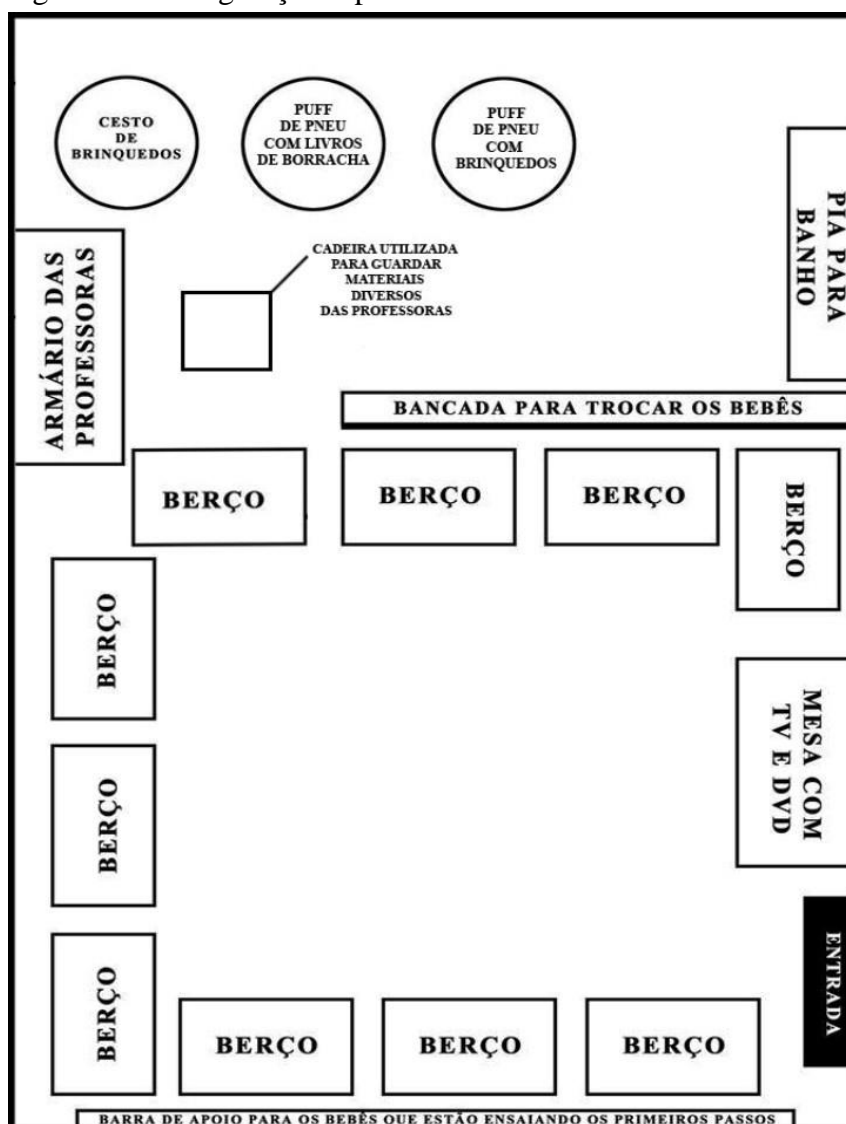 CESTO
DE
BRINQUEDOS
PUFF
DE PNEU
COM LIVROS
DE BORRACHA
PUFF
DE PNEU
COM
BRINQUEDOS
PIA PARA
BANHO
ARMÁRIO DAS
PROFESSORAS
CADEIRA UTILIZADA
PARA GUARDAR
MATERIAIS
DIVERSOS
DAS PROFESSORAS
BANCADA PARA TROCAR OS BEBÊS
BERÇO
BERÇO
BERÇO
BERÇO
BERÇO
MESA COM
TV E DVD
BERÇO
ENTRADA
BERÇO
BERÇO
BERÇO
BERÇO
BARRA DE APOIO PARA OS BEBÊS QUE ESTÃO ENSAIANDO OS PRIMEIROS PASSOS